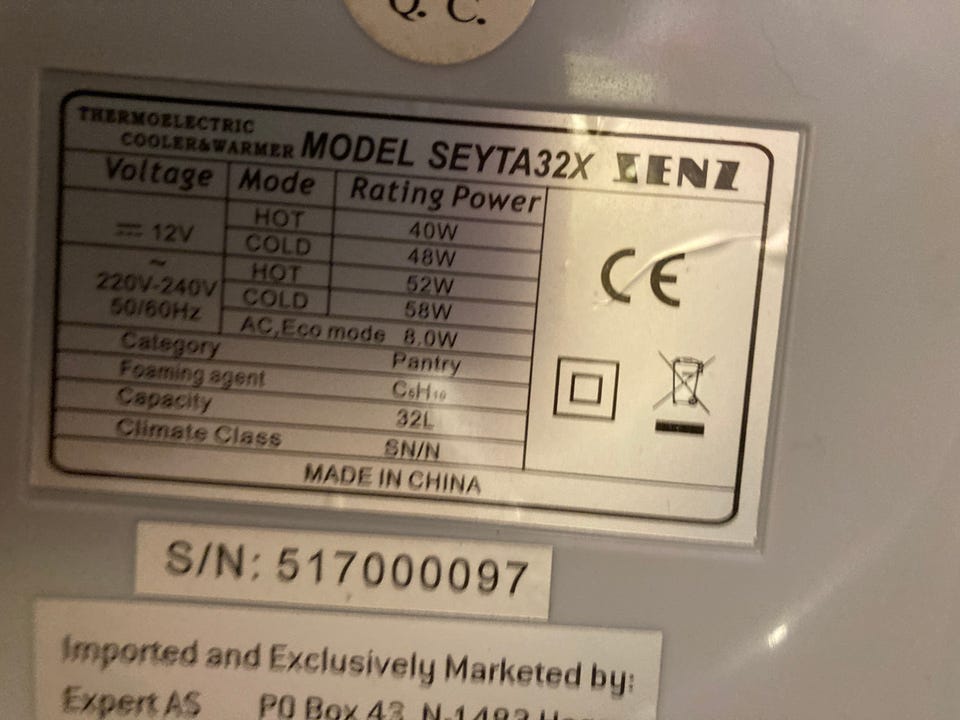 Q. C.
THERMOELECTRIC
COOLER&WARMER MODEL SEYTA32X SENZ
Voltage Mode Rating Power
⎓ 12V
HOT 40W
COLD 48W
~
220V-240V
50/60Hz
HOT 52W
COLD 58W
AC,Eco mode 8.0W
Category Pantry
Foaming agent C₅H₁₀
Capacity 32L
Climate Class SN/N
MADE IN CHINA
CE
S/N: 517000097
Imported and Exclusively Marketed by:
Expert AS PO Box 43, N-1483